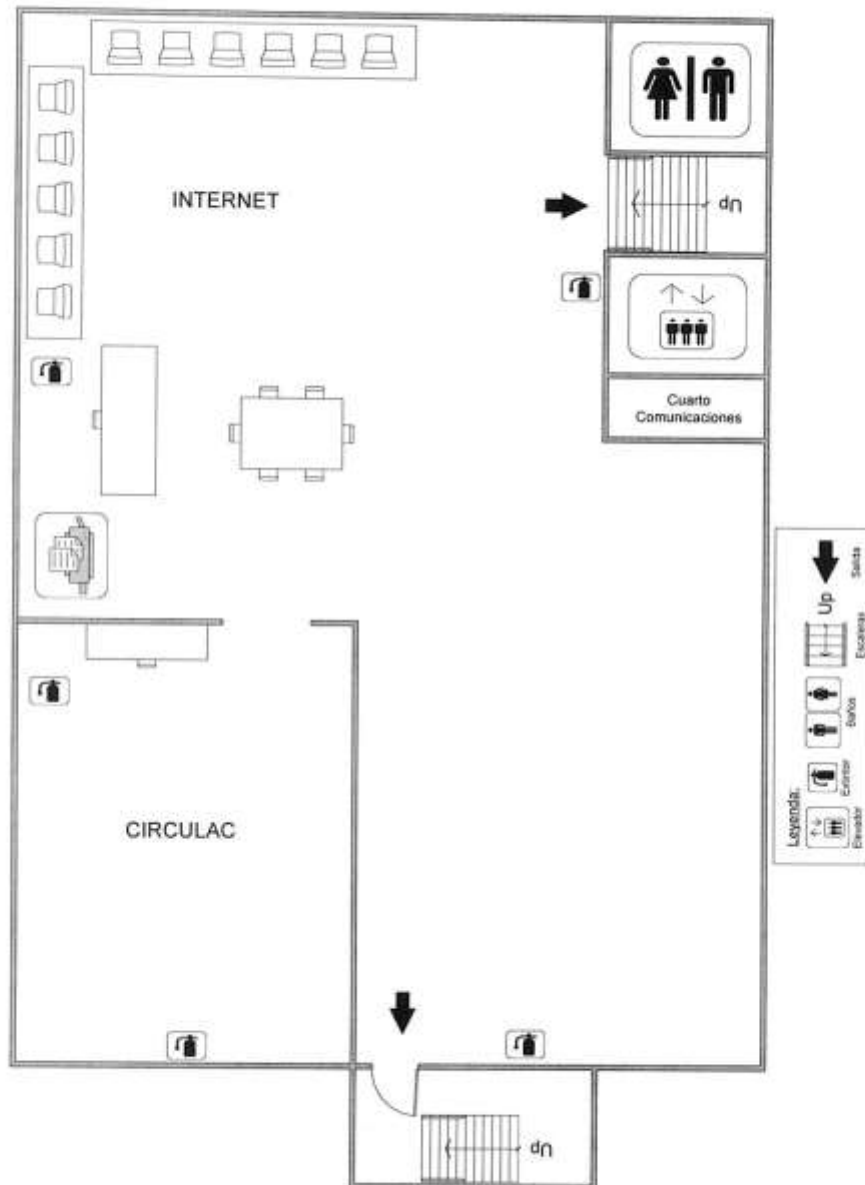 INTERNET
Up
Cuarto
Comunicaciones
CIRCULAC
Up
Leyenda:
Elevador
Extintor
Baños
Escaleras
Up
Salida